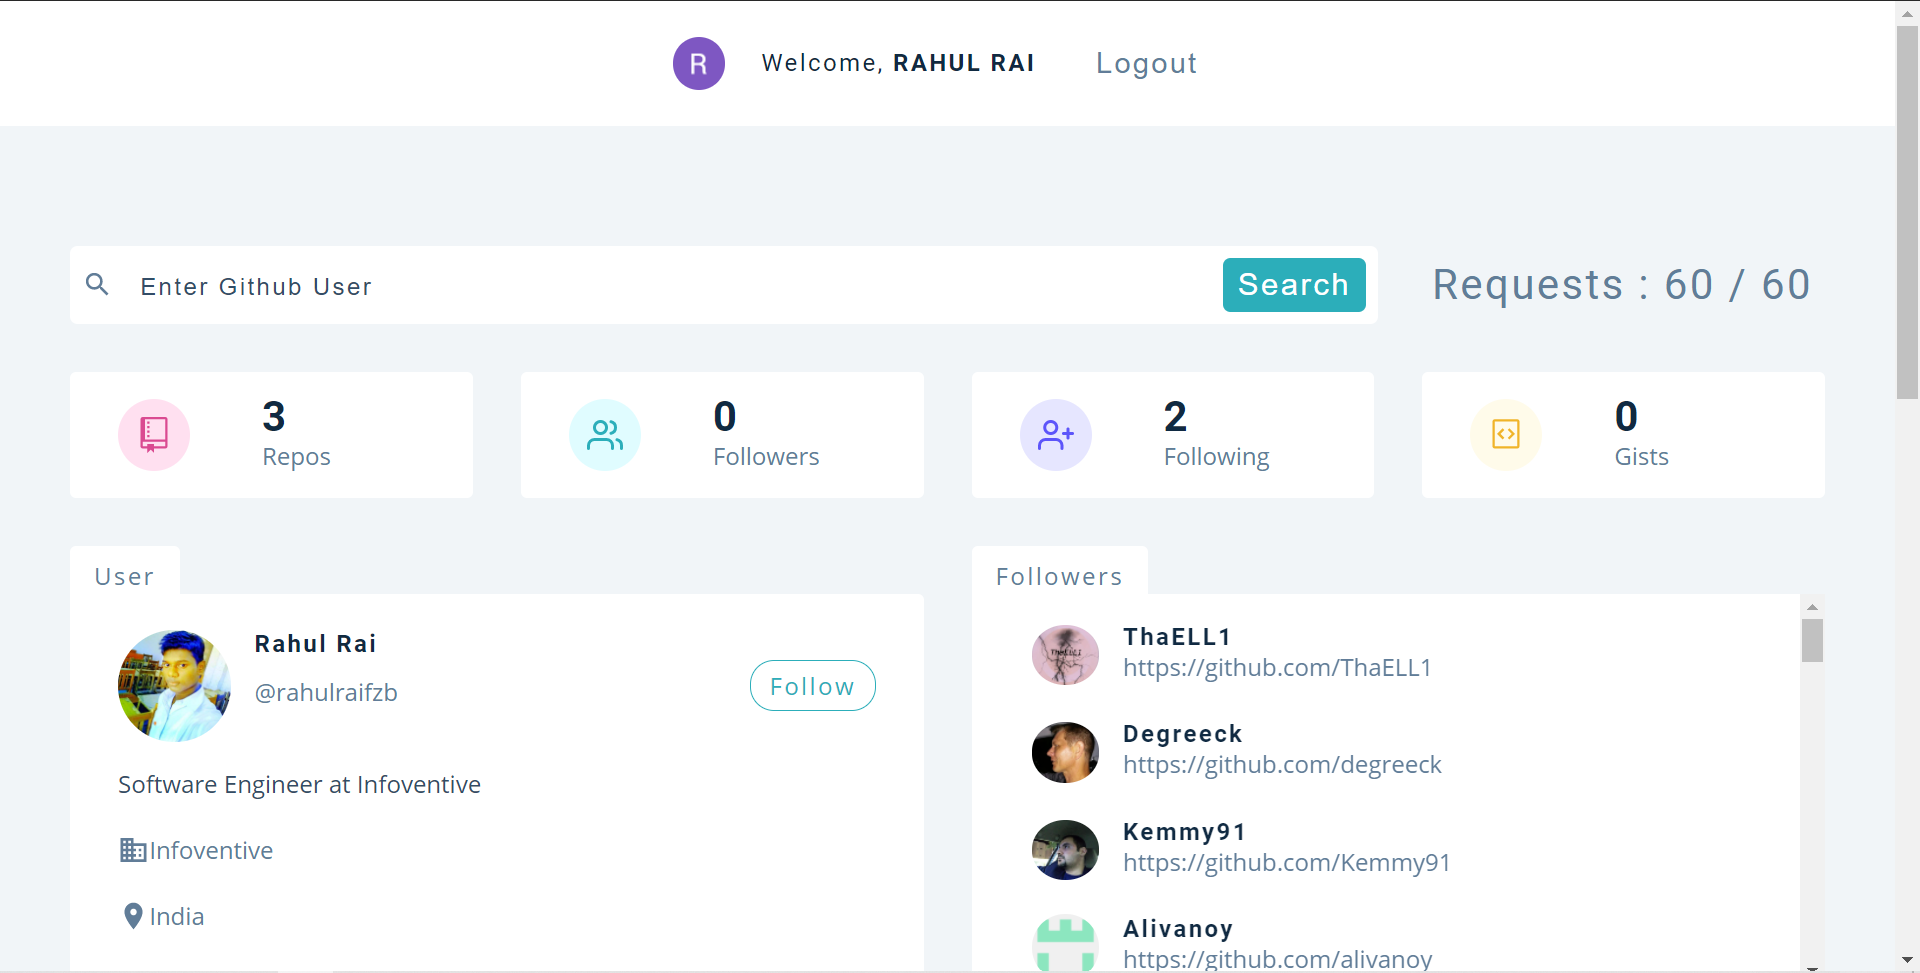 R
Welcome, RAHUL RAI
Logout
Enter Github User
Search
Requests : 60 / 60
3
Repos
0
Followers
2
Following
0
Gists
User
Rahul Rai
@rahulraifzb
Follow
Software Engineer at Infoventive
Infoventive
India
Followers
ThaELL1
https://github.com/ThaELL1
Degreeck
https://github.com/degreeck
Kemmy91
https://github.com/Kemmy91
Alivanoy
https://github.com/alivanoy